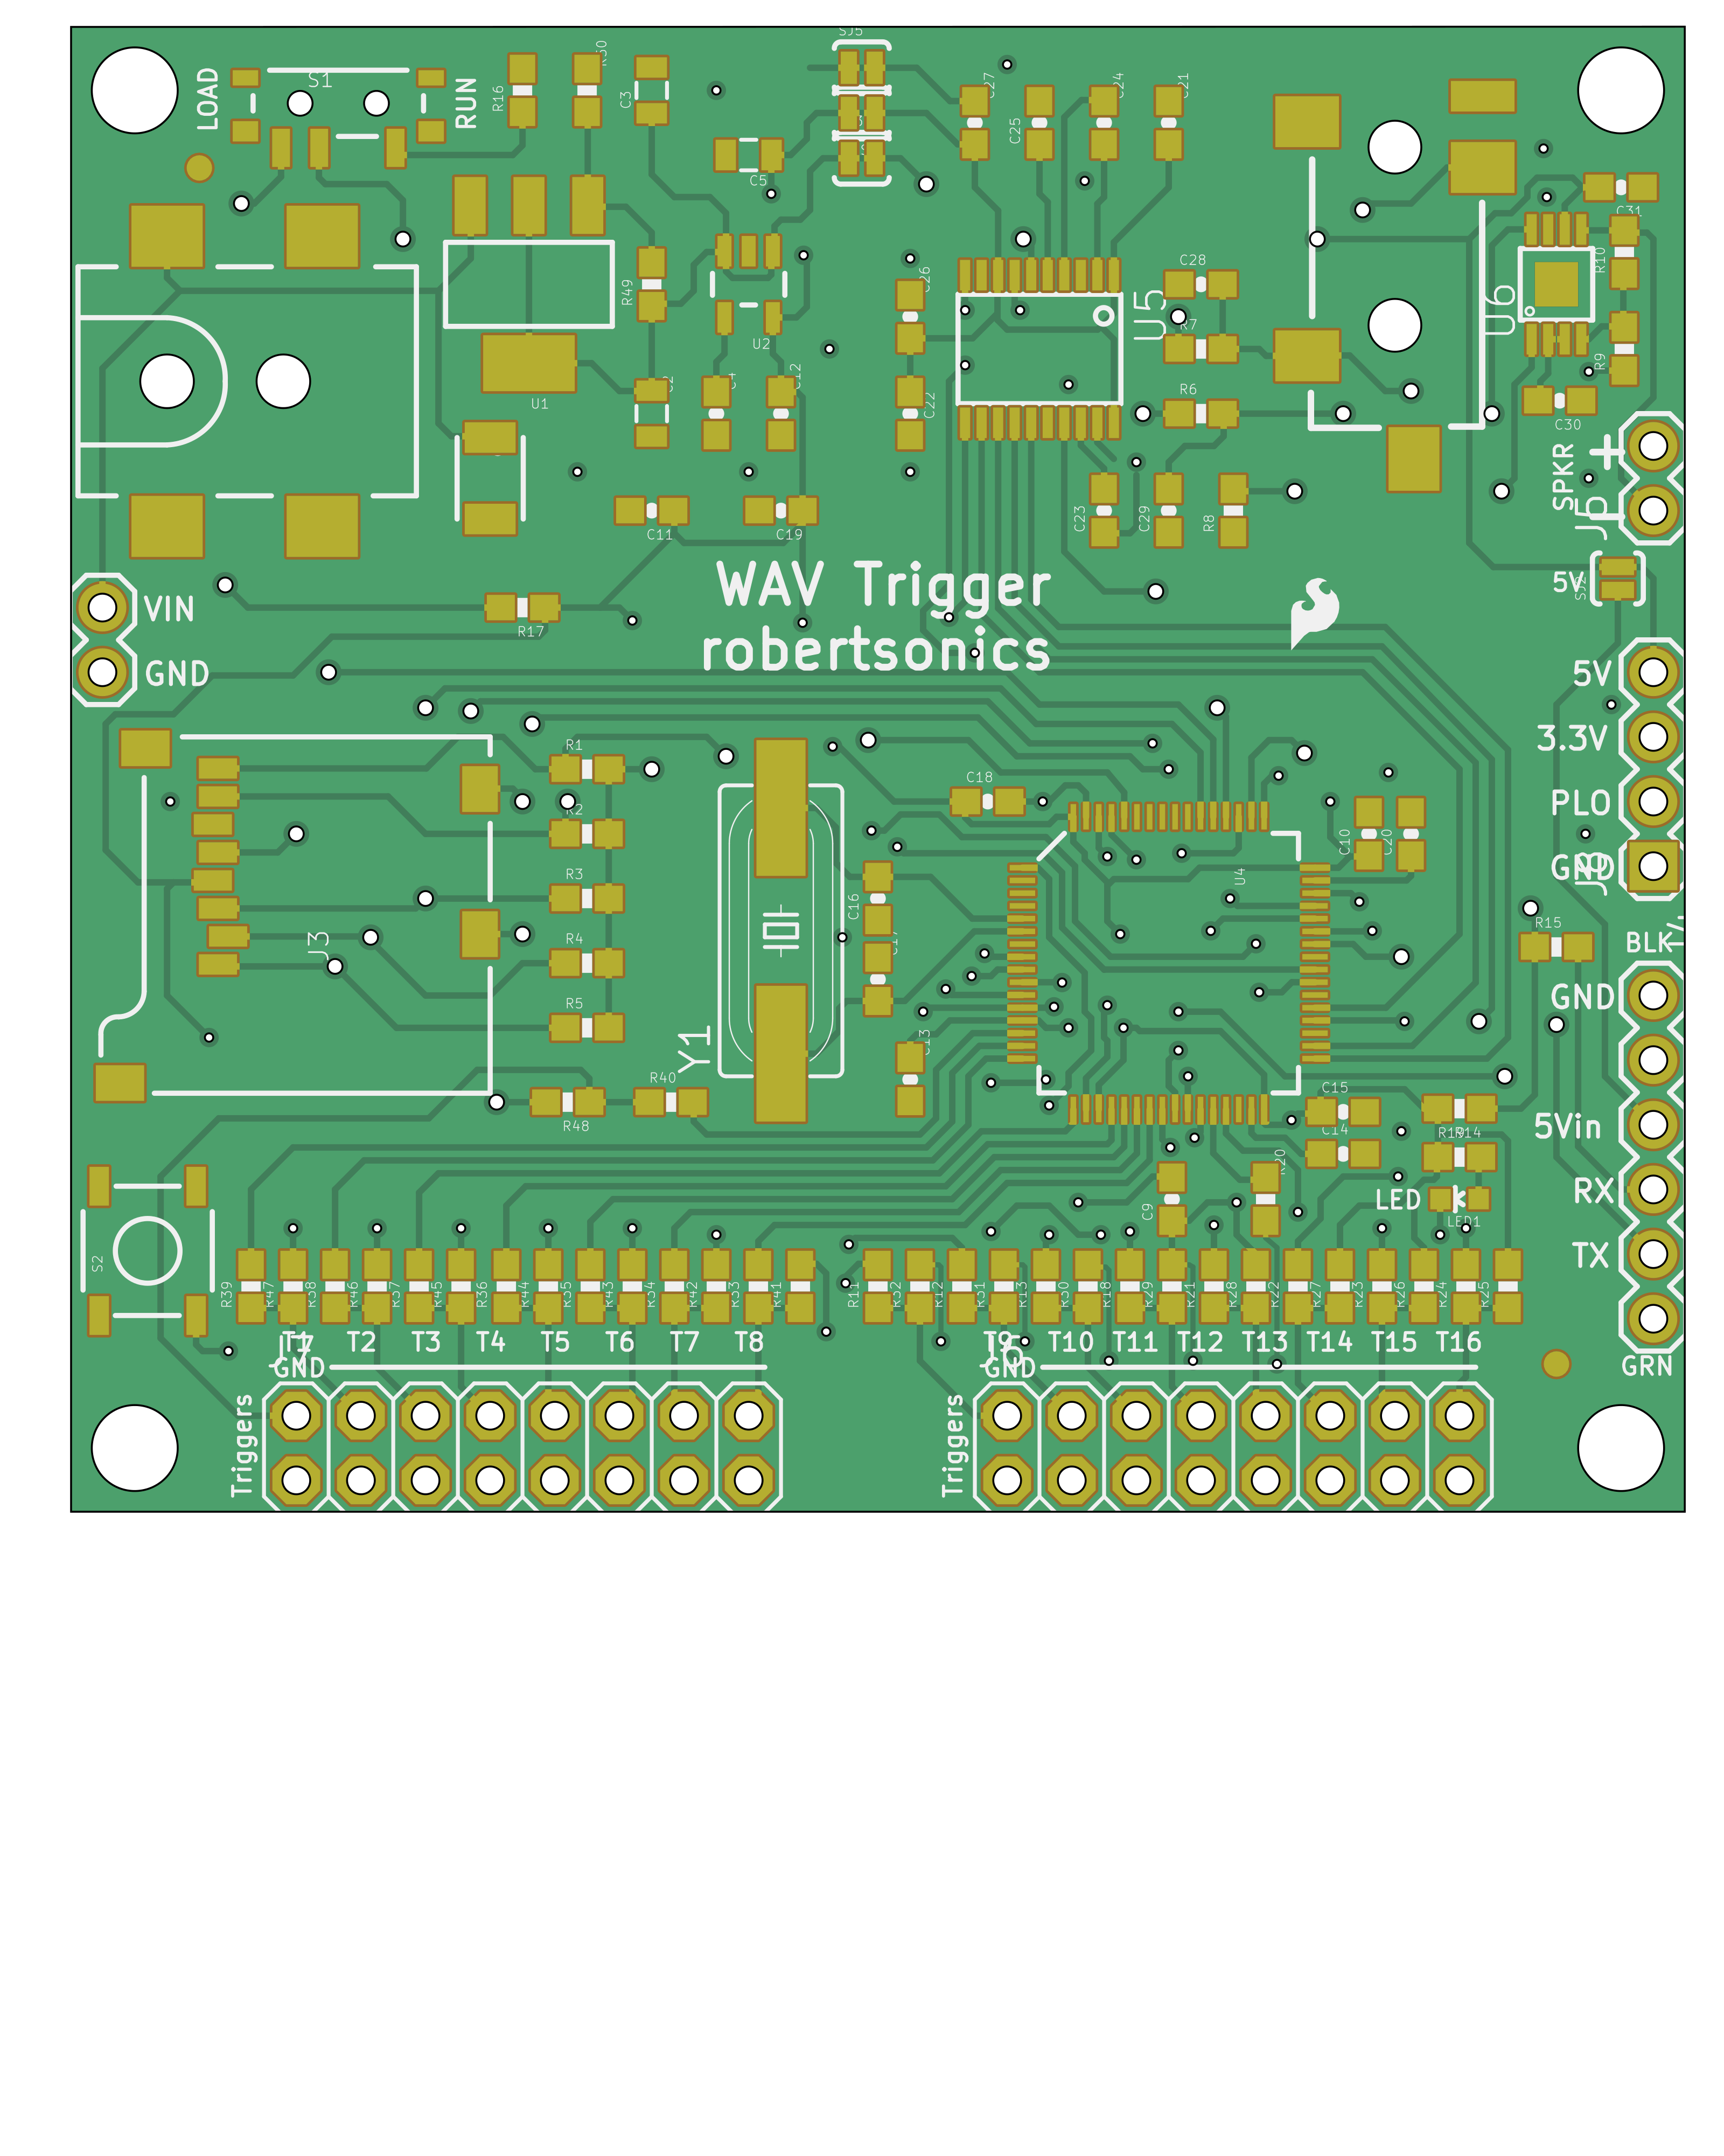 SJ5
LOAD
S1
RUN
R16
C3
C5
C27
C25
C24
C21
C31
R10
C28
U5
U6
R7
R9
R49
C26
U2
U1
C4
C12
C22
R6
C30
SPKR
+
-
J5
C23
C29
R8
C11
C19
WAV Trigger
robertsonics
VIN
GND
R17
5V
SJ2
5V
3.3V
PLO
GND
R1
R2
R3
R4
R5
J3
Y1
C18
C16
C17
C13
U4
C10
C20
R15
BLK
GND
5Vin
RX
TX
GRN
R48
R40
C15
C14
R19
R14
LED
LED1
C9
R20
S2
R39
R47
R38
R46
R37
R45
R36
R44
R35
R43
R34
R42
R33
R41
R11
R32
R12
R31
R13
R30
R18
R29
R21
R28
R22
R27
R23
R26
R24
R25
T1 T2 T3 T4 T5 T6 T7 T8
J7
GND
T9 T10 T11 T12 T13 T14 T15 T16
J6
GND
Triggers
Triggers